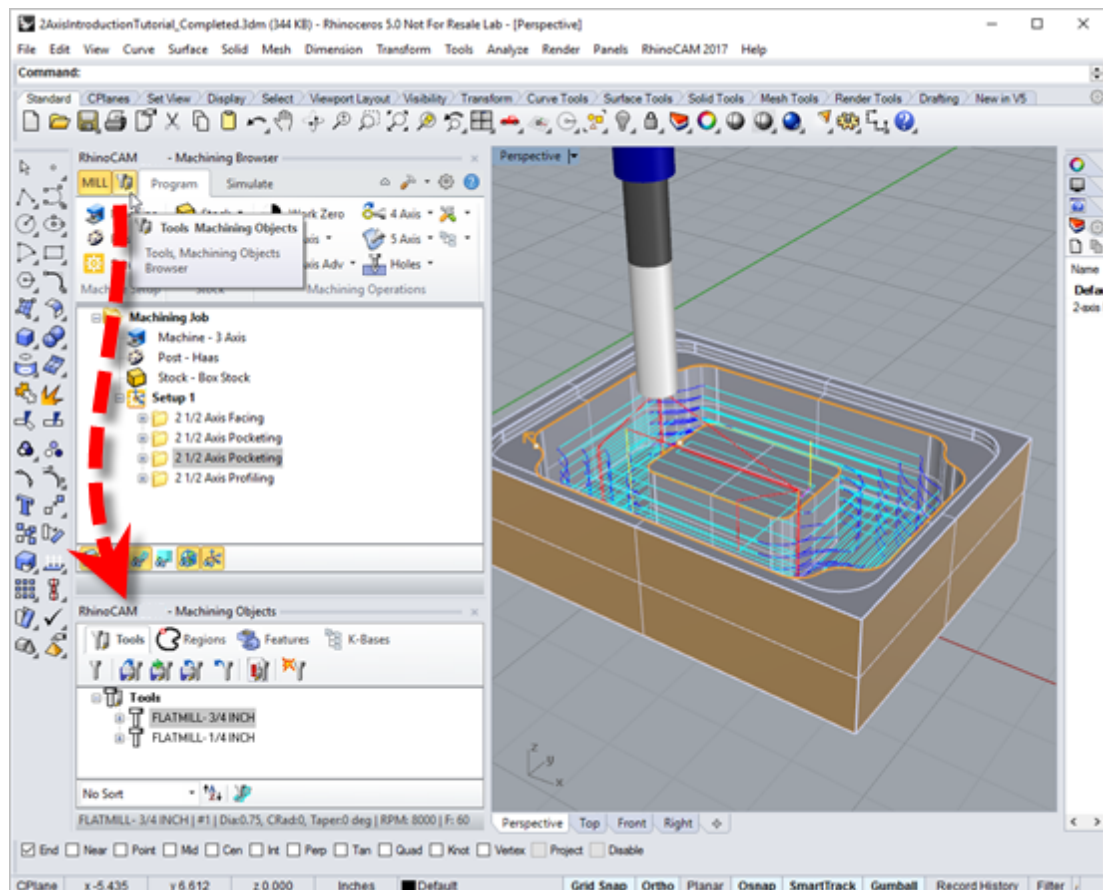 2AxisIntroductionTutorial_Completed.3dm (344 KB) - Rhinoceros 5.0 Not For Resale Lab - [Perspective]
File Edit View Curve Surface Solid Mesh Dimension Transform Tools Analyze Render Panels RhinoCAM 2017 Help
Command:
Standard CPlanes Set View Display Select Viewport Layout Visibility Transform Curve Tools Surface Tools Solid Tools Mesh Tools Render Tools Drafting New in V5
RhinoCAM - Machining Browser
Perspective
MILL Program Simulate
Work Zero 4 Axis
Tools Machining Objects
5 Axis
Tools, Machining Objects
Browser
Axis Adv Holes
Machining Operations
Name
Machining Job
Machine - 3 Axis
Post - Haas
Stock - Box Stock
Setup 1
2 1/2 Axis Facing
2 1/2 Axis Pocketing
2 1/2 Axis Pocketing
2 1/2 Axis Profiling
RhinoCAM - Machining Objects
Tools Regions Features K-Bases
Tools
FLATMILL- 3/4 INCH
FLATMILL- 1/4 INCH
z
y
x
No Sort
FLATMILL- 3/4 INCH | #1 | Dia:0.75, CRad:0, Taper:0 deg | RPM: 8000 | F: 60
Perspective Top Front Right
End Near Point Mid Cen Int Perp Tan Quad Knot Vertex Project Disable
CPlane x -5.435 y 6.612 z 0.000 Inches Default Grid Snap Ortho Planar Osnap SmartTrack Gumball Record History Filter